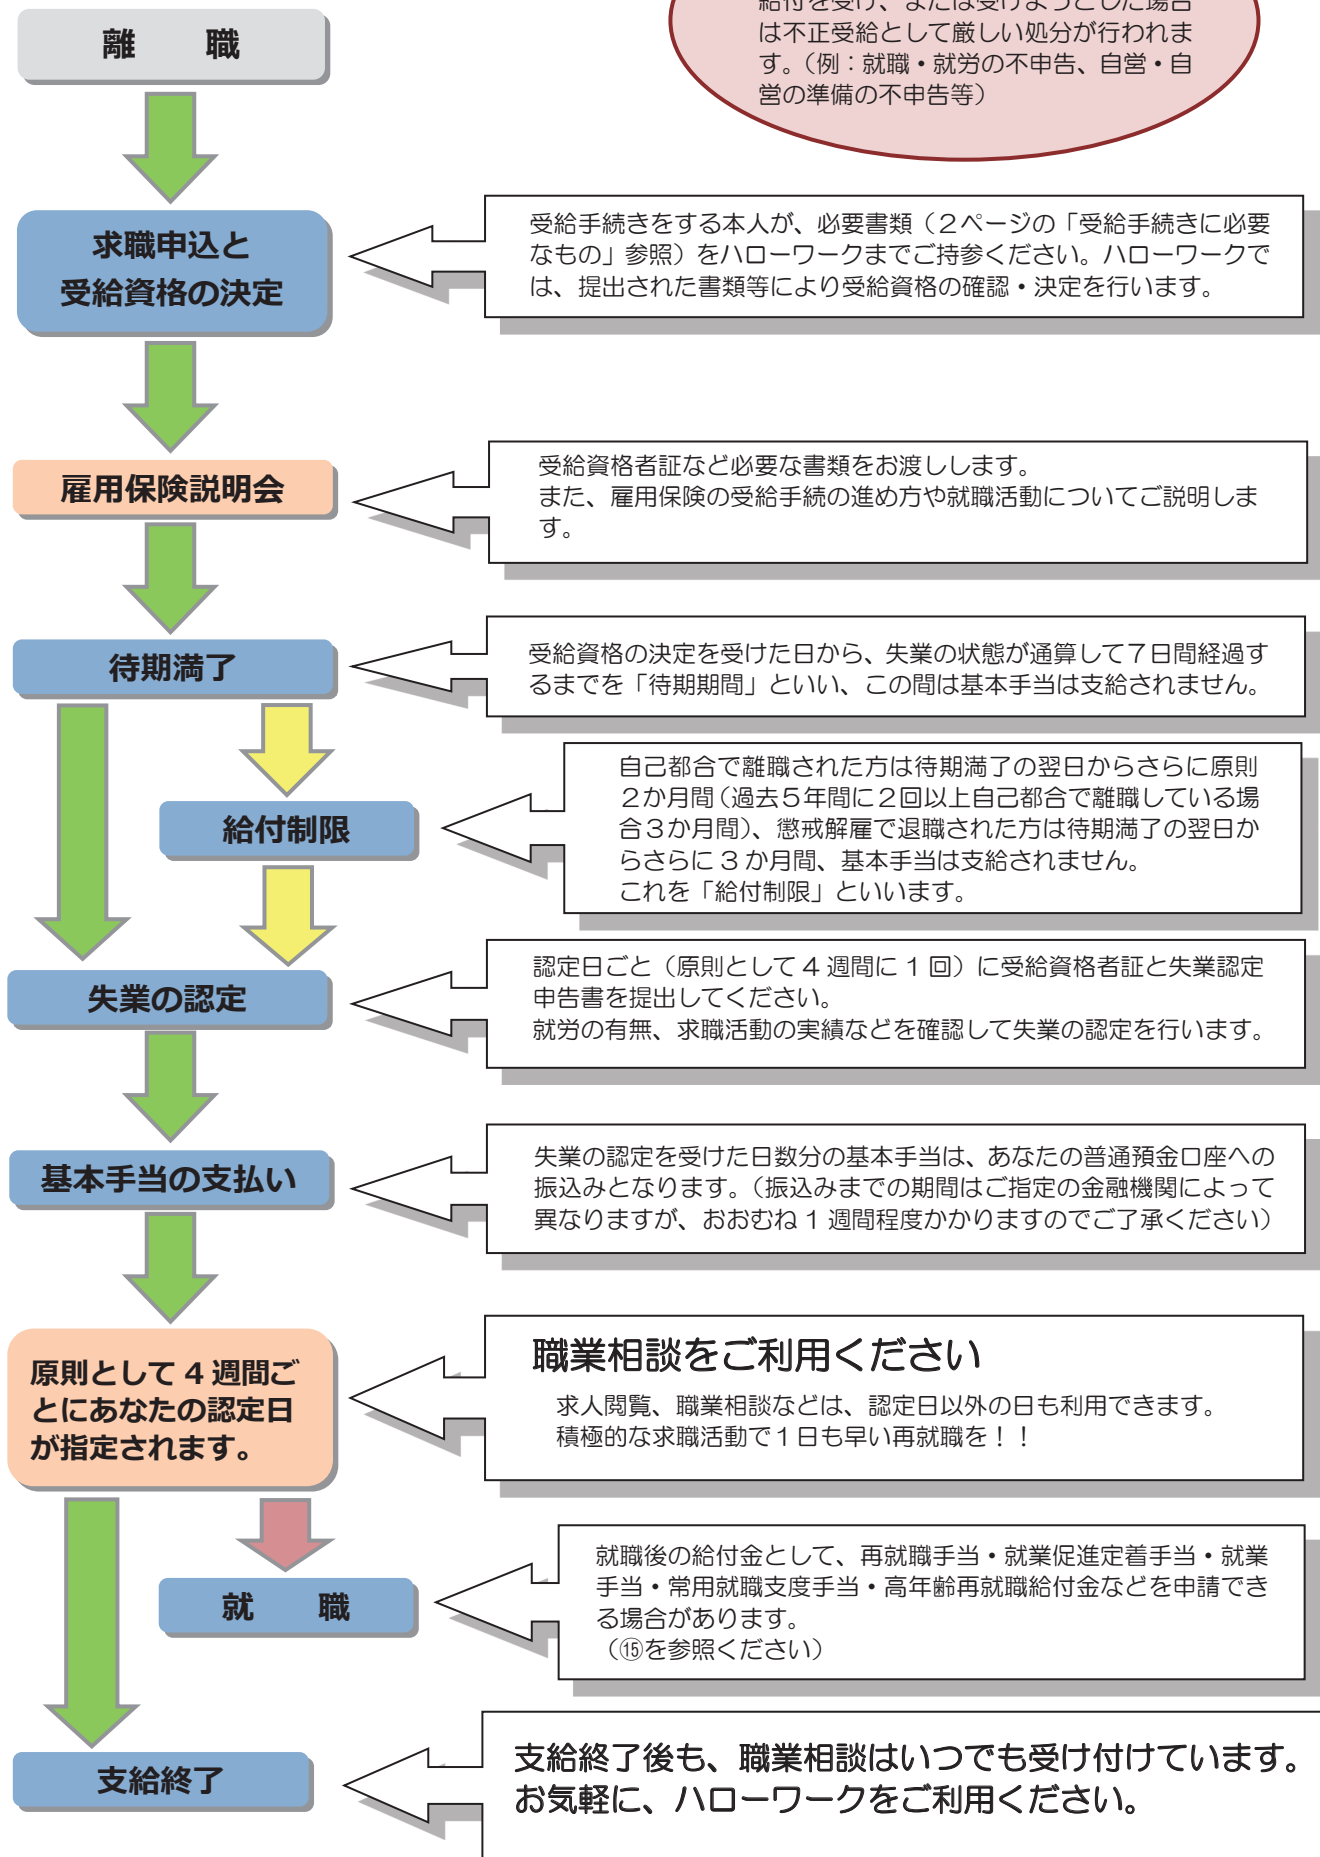 給付を受け、または受けようとした場合
は不正受給として厳しい処分が行われま
す。（例：就職・就労の不申告、自営・自
営の準備の不申告等）
離　職
求職申込と
受給資格の決定
受給手続きをする本人が、必要書類（２ページの「受給手続きに必要
なもの」参照）をハローワークまでご持参ください。ハローワークで
は、提出された書類等により受給資格の確認・決定を行います。
雇用保険説明会
受給資格者証など必要な書類をお渡しします。
また、雇用保険の受給手続の進め方や就職活動についてご説明しま
す。
待期満了
受給資格の決定を受けた日から、失業の状態が通算して７日間経過す
るまでを「待期期間」といい、この間は基本手当は支給されません。
給付制限
自己都合で離職された方は待期満了の翌日からさらに原則
２か月間（過去５年間に２回以上自己都合で離職している場
合３か月間）、懲戒解雇で退職された方は待期満了の翌日か
らさらに３か月間、基本手当は支給されません。
これを「給付制限」といいます。
失業の認定
認定日ごと（原則として４週間に１回）に受給資格者証と失業認定
申告書を提出してください。
就労の有無、求職活動の実績などを確認して失業の認定を行います。
基本手当の支払い
失業の認定を受けた日数分の基本手当は、あなたの普通預金口座への
振込みとなります。（振込みまでの期間はご指定の金融機関によって
異なりますが、おおむね１週間程度かかりますのでご了承ください）
原則として４週間ご
とにあなたの認定日
が指定されます。
職業相談をご利用ください
求人閲覧、職業相談などは、認定日以外の日も利用できます。
積極的な求職活動で１日も早い再就職を！！
就　職
就職後の給付金として、再就職手当・就業促進定着手当・就業
手当・常用就職支度手当・高年齢再就職給付金などを申請でき
る場合があります。
（⑮を参照ください）
支給終了
支給終了後も、職業相談はいつでも受け付けています。
お気軽に、ハローワークをご利用ください。